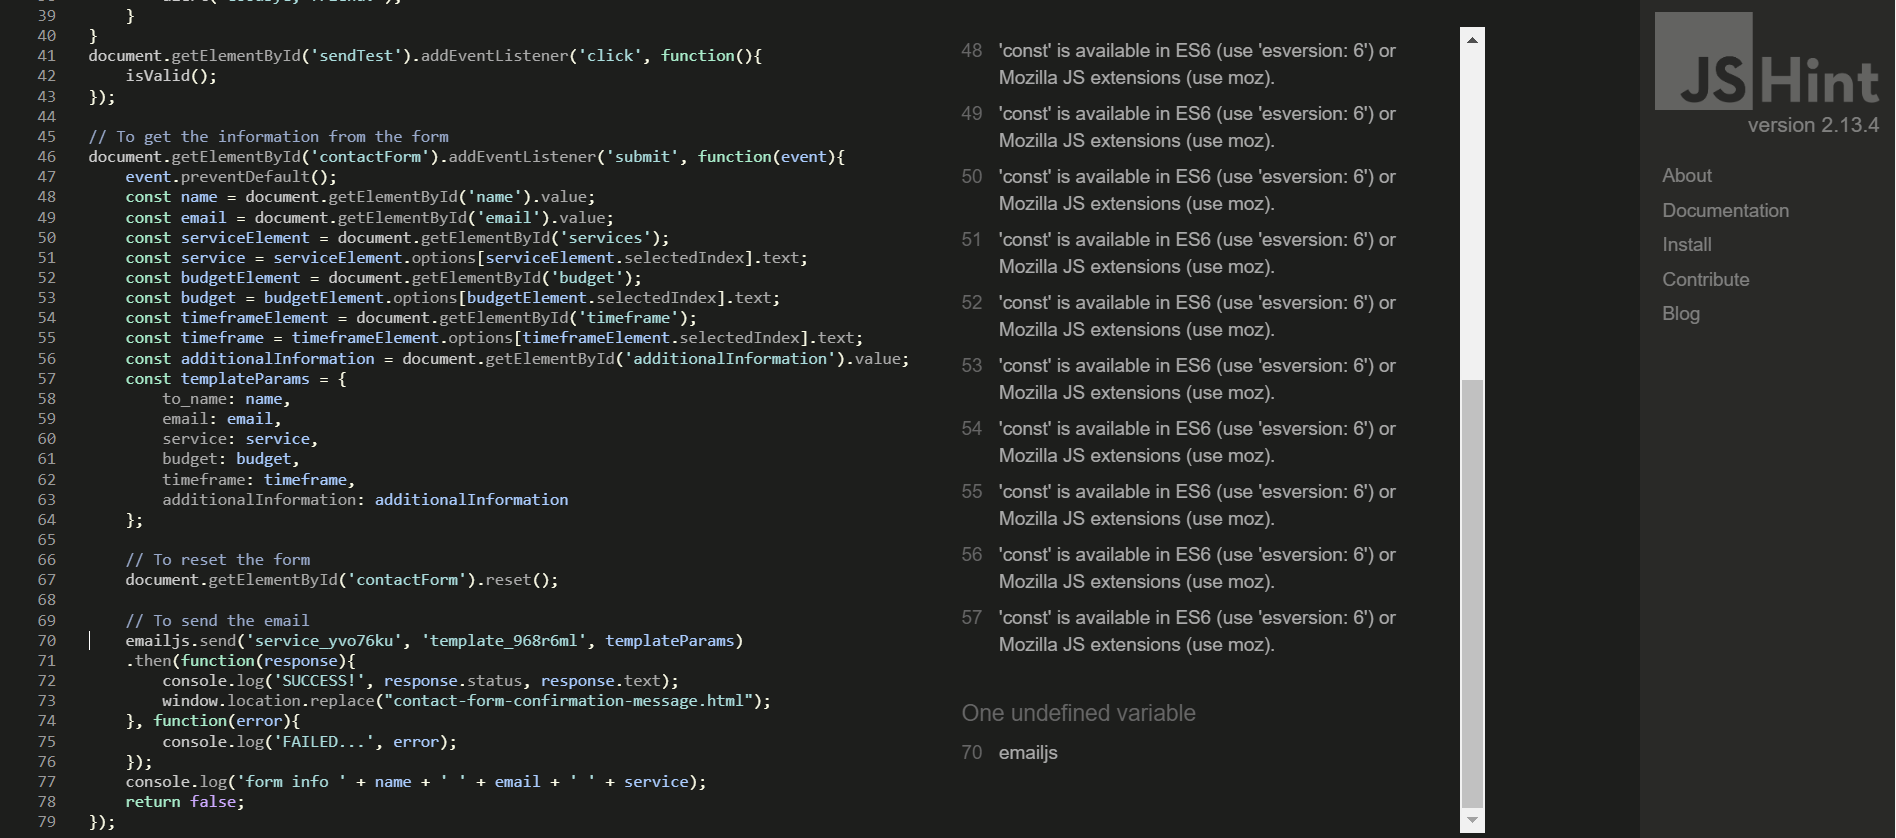 39         }
40 }
41 document.getElementById('sendTest').addEventListener('click', function(){
42     isValid();
43 });
44
45 // To get the information from the form
46 document.getElementById('contactForm').addEventListener('submit', function(event){
47     event.preventDefault();
48     const name = document.getElementById('name').value;
49     const email = document.getElementById('email').value;
50     const serviceElement = document.getElementById('services');
51     const service = serviceElement.options[serviceElement.selectedIndex].text;
52     const budgetElement = document.getElementById('budget');
53     const budget = budgetElement.options[budgetElement.selectedIndex].text;
54     const timeframeElement = document.getElementById('timeframe');
55     const timeframe = timeframeElement.options[timeframeElement.selectedIndex].text;
56     const additionalInformation = document.getElementById('additionalInformation').value;
57     const templateParams = {
58         to_name: name,
59         email: email,
60         service: service,
61         budget: budget,
62         timeframe: timeframe,
63         additionalInformation: additionalInformation
64     };
65
66     // To reset the form
67     document.getElementById('contactForm').reset();
68
69     // To send the email
70     emailjs.send('service_yvo76ku', 'template_968r6ml', templateParams)
71     .then(function(response){
72         console.log('SUCCESS!', response.status, response.text);
73         window.location.replace("contact-form-confirmation-message.html");
74     }, function(error){
75         console.log('FAILED...', error);
76     });
77     console.log('form info ' + name + ' ' + email + ' ' + service);
78     return false;
79 });
48 'const' is available in ES6 (use 'esversion: 6') or
Mozilla JS extensions (use moz).
49 'const' is available in ES6 (use 'esversion: 6') or
Mozilla JS extensions (use moz).
50 'const' is available in ES6 (use 'esversion: 6') or
Mozilla JS extensions (use moz).
51 'const' is available in ES6 (use 'esversion: 6') or
Mozilla JS extensions (use moz).
52 'const' is available in ES6 (use 'esversion: 6') or
Mozilla JS extensions (use moz).
53 'const' is available in ES6 (use 'esversion: 6') or
Mozilla JS extensions (use moz).
54 'const' is available in ES6 (use 'esversion: 6') or
Mozilla JS extensions (use moz).
55 'const' is available in ES6 (use 'esversion: 6') or
Mozilla JS extensions (use moz).
56 'const' is available in ES6 (use 'esversion: 6') or
Mozilla JS extensions (use moz).
57 'const' is available in ES6 (use 'esversion: 6') or
Mozilla JS extensions (use moz).
One undefined variable
70 emailjs
JSHint
version 2.13.4
About
Documentation
Install
Contribute
Blog